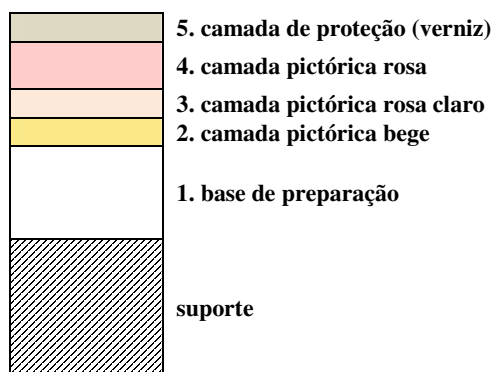 5. camada de proteção (verniz)
4. camada pictórica rosa
3. camada pictórica rosa claro
2. camada pictórica bege
1. base de preparação
suporte